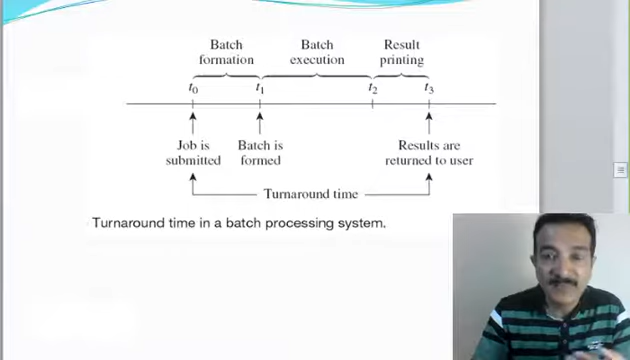 Batch formation
Batch execution
Result printing
t0 t1 t2 t3
Job is submitted
Batch is formed
Results are returned to user
Turnaround time
Turnaround time in a batch processing system.